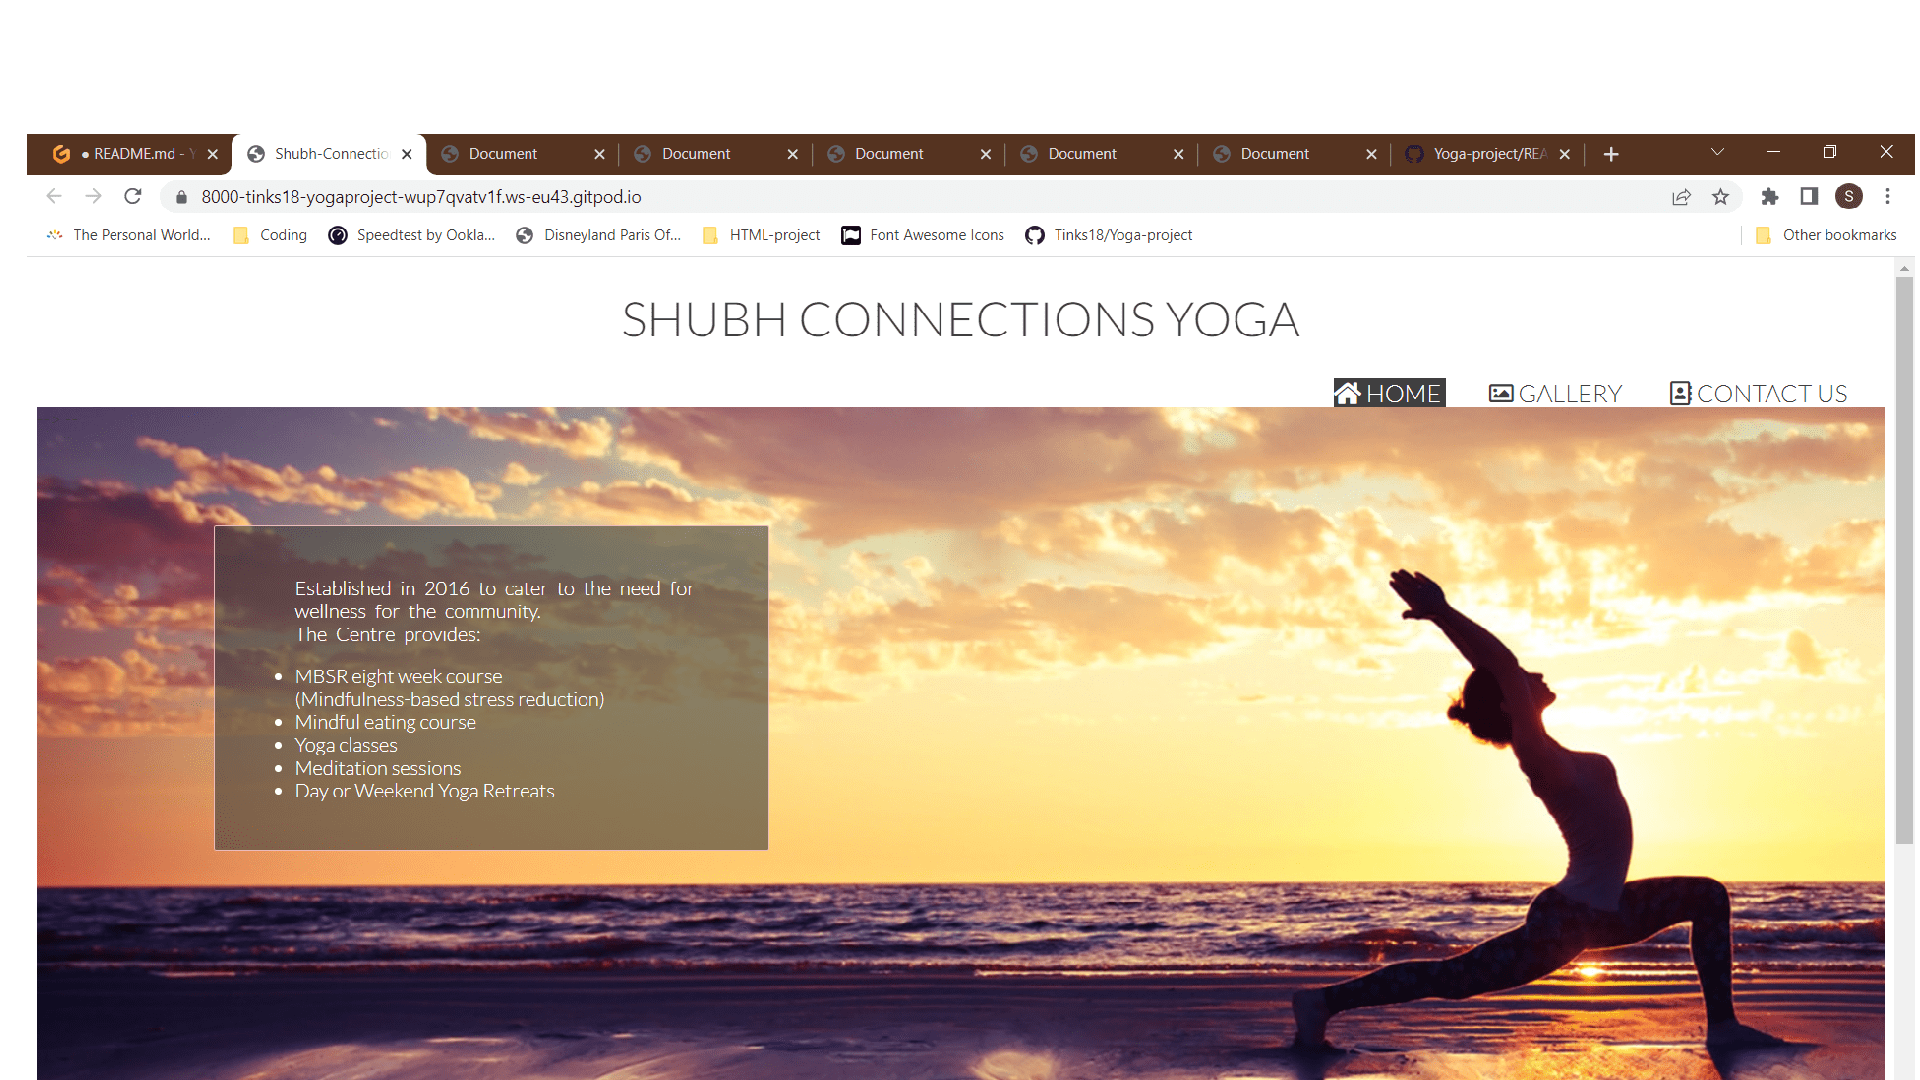 ● README.md - Y
Shubh-Connectio
Document
Document
Document
Document
Document
Yoga-project/REA
8000-tinks18-yogaproject-wup7qvatv1f.ws-eu43.gitpod.io
S
The Personal World...
Coding
Speedtest by Ookla...
Disneyland Paris Of...
HTML-project
Font Awesome Icons
Tinks18/Yoga-project
Other bookmarks
SHUBH CONNECTIONS YOGA
HOME
GALLERY
CONTACT US
Established in 2016 to cater to the need for
wellness for the community.
The Centre provides:
• MBSR eight week course
(Mindfulness-based stress reduction)
• Mindful eating course
• Yoga classes
• Meditation sessions
• Day or Weekend Yoga Retreats